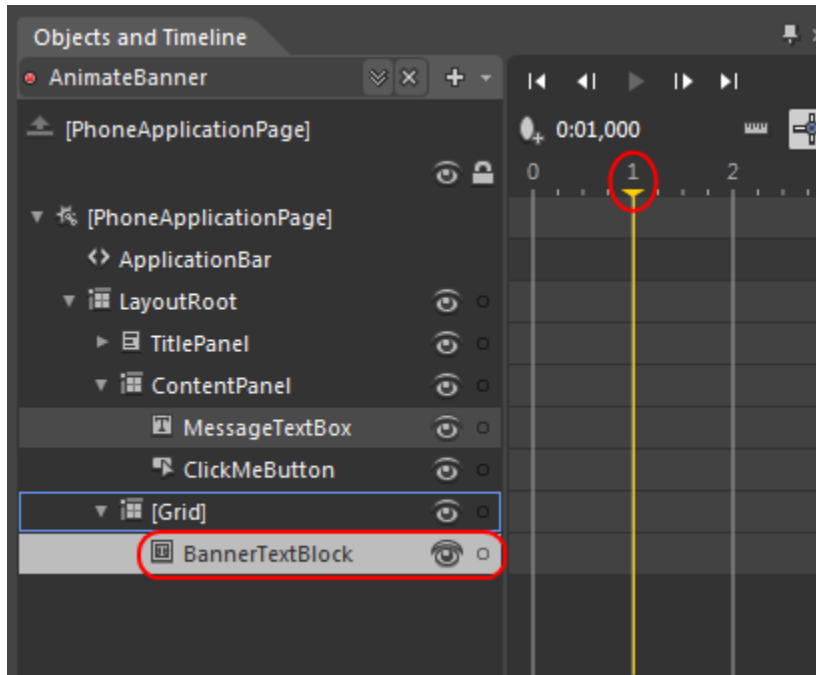 Objects and Timeline
AnimateBanner
[PhoneApplicationPage]
0:01,000
0 1 2
[PhoneApplicationPage]
ApplicationBar
LayoutRoot
TitlePanel
ContentPanel
MessageTextBox
ClickMeButton
[Grid]
BannerTextBlock